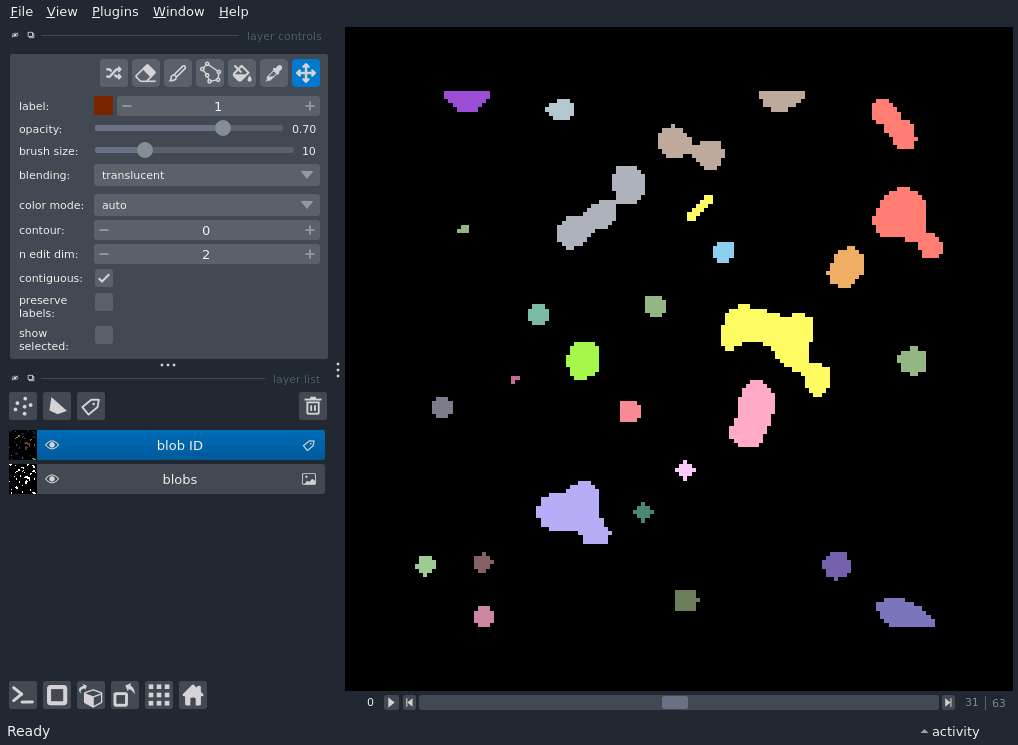 File View Plugins Window Help
layer controls
label: 1
opacity: 0.70
brush size: 10
blending: translucent
color mode: auto
contour: 0
n edit dim: 2
contiguous:
preserve
labels:
show
selected:
layer list
blob ID
blobs
0 31 63
Ready activity